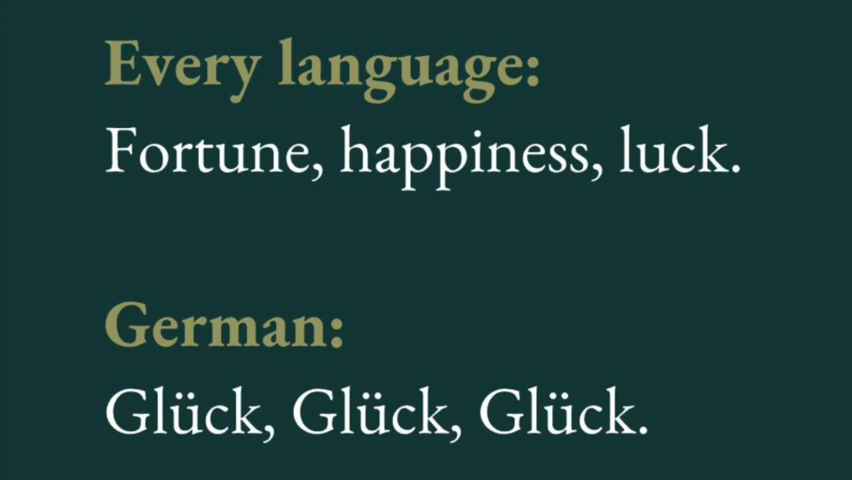 Every language:
Fortune, happiness, luck.
German:
Glück, Glück, Glück.